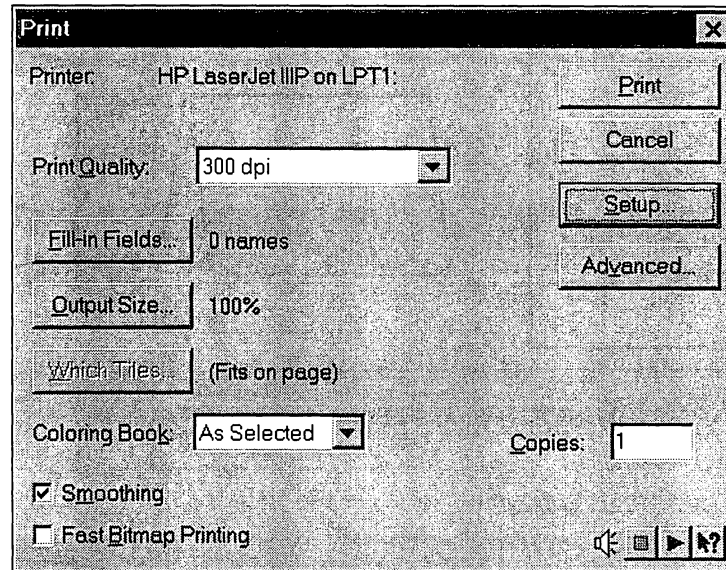 Print
Printer: HP LaserJet IIIP on LPT1:
Print
Cancel
Print Quality: 300 dpi
Setup...
Fill-in Fields... 0 names
Advanced...
Output Size... 100%
Which Tiles... (Fits on page)
Coloring Book: As Selected
Copies: 1
Smoothing
Fast Bitmap Printing
?